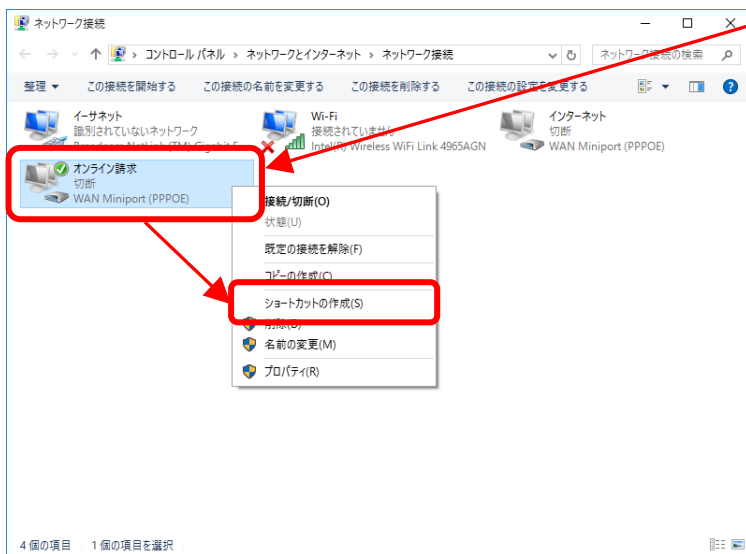 ネットワーク接続
コントロール パネル › ネットワークとインターネット › ネットワーク接続
ネットワーク接続の検索
整理 この接続を開始する この接続の名前を変更する この接続を削除する この接続の設定を変更する
イーサネット
識別されていないネットワーク
Broadcom NetLink (TM) Gigabit E...
Wi-Fi
接続されていません
Intel(R) Wireless WiFi Link 4965AGN
インターネット
切断
WAN Miniport (PPPOE)
オンライン請求
切断
WAN Miniport (PPPOE)
接続/切断(O)
状態(U)
既定の接続を解除(F)
コピーの作成(C)
ショートカットの作成(S)
削除(D)
名前の変更(M)
プロパティ(R)
4 個の項目 1 個の項目を選択